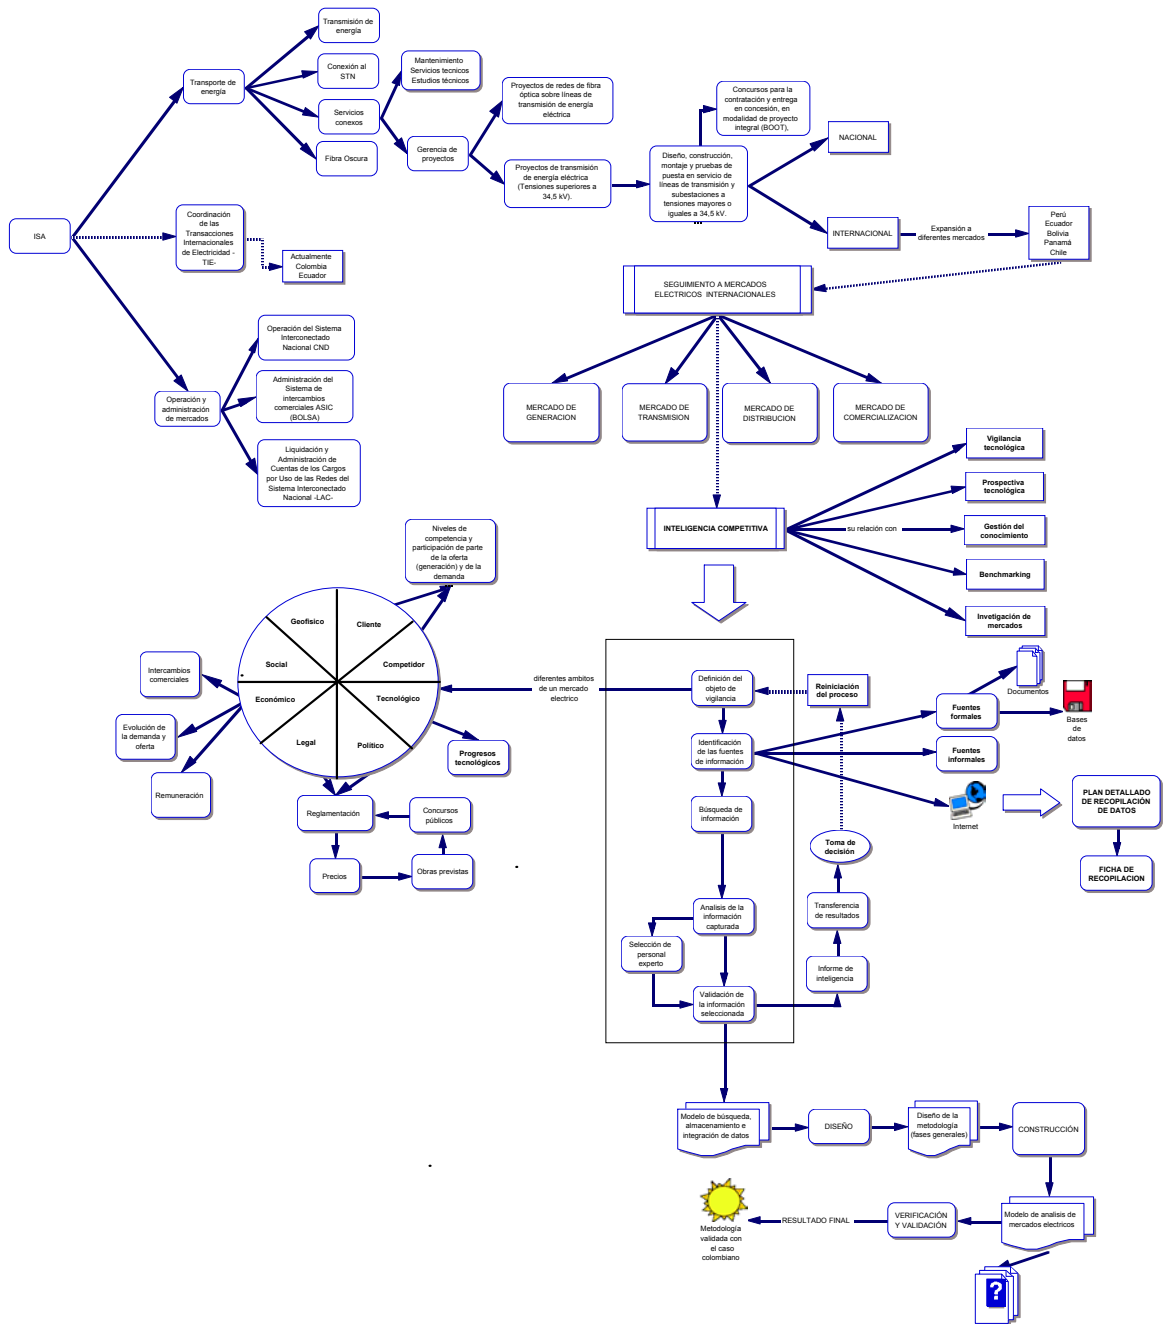 Transmisión de
energía
Conexión al
STN
Transporte de
energía
Servicios
conexos
Fibra Oscura
Mantenimiento
Servicios tecnicos
Estudios técnicos
Gerencia de
proyectos
Proyectos de redes de fibra
óptica sobre líneas de
transmisión de energía
eléctrica
Proyectos de transmisión
de energía eléctrica
(Tensiones superiores a
34,5 kV).
Concursos para la
contratación y entrega
en concesión, en
modalidad de proyecto
integral (BOOT),
Diseño, construcción,
montaje y pruebas de
puesta en servicio de
líneas de transmisión y
subestaciones a
tensiones mayores o
iguales a 34,5 kV.
NACIONAL
INTERNACIONAL
Expansión a
diferentes mercados
Perú
Ecuador
Bolivia
Panamá
Chile
ISA
Coordinación
de las
Transacciones
Internacionales
de Electricidad -
TIE-
Actualmente
Colombia
Ecuador
Operación del Sistema
Interconectado
Nacional CND
Operación y
administración
de mercados
Administración del
Sistema de
intercambios
comerciales ASIC
(BOLSA)
Liquidación y
Administración de
Cuentas de los Cargos
por Uso de las Redes del
Sistema Interconectado
Nacional -LAC-
SEGUIMIENTO A MERCADOS
ELECTRICOS INTERNACIONALES
MERCADO DE
GENERACION
MERCADO DE
TRANSMISION
MERCADO DE
DISTRIBUCION
MERCADO DE
COMERCIALIZACION
INTELIGENCIA COMPETITIVA
su relación con
Vigilancia
tecnológica
Prospectiva
tecnológica
Gestión del
conocimiento
Benchmarking
Invetigación de
mercados
Niveles de
competencia y
participación de parte
de la oferta
(generación) y de la
demanda
Geofisico
Cliente
Social
Competidor
Económico
Tecnológico
Legal
Político
Intercambios
comerciales
Evolución de
la demanda y
oferta
Remuneración
Progresos
tecnológicos
Reglamentación
Concursos
públicos
Precios
Obras previstas
diferentes ambitos
de un mercado
electrico
Definición del
objeto de
vigilancia
Reiniciación
del proceso
Identificación
de las fuentes
de información
Búsqueda de
información
Analisis de la
información
capturada
Selección de
personal
experto
Validación de
la información
seleccionada
Toma de
decisión
Transferencia
de resultados
Informe de
inteligencia
Documentos
Fuentes
formales
Bases
de
datos
Fuentes
informales
Internet
PLAN DETALLADO
DE RECOPILACIÓN
DE DATOS
FICHA DE
RECOPILACION
Modelo de búsqueda,
almacenamiento e
integración de datos
DISEÑO
Diseño de la
metodología
(fases generales)
CONSTRUCCIÓN
Modelo de analisis de
mercados electricos
VERIFICACIÓN
Y VALIDACIÓN
RESULTADO FINAL
Metodología
validada con
el caso
colombiano
?